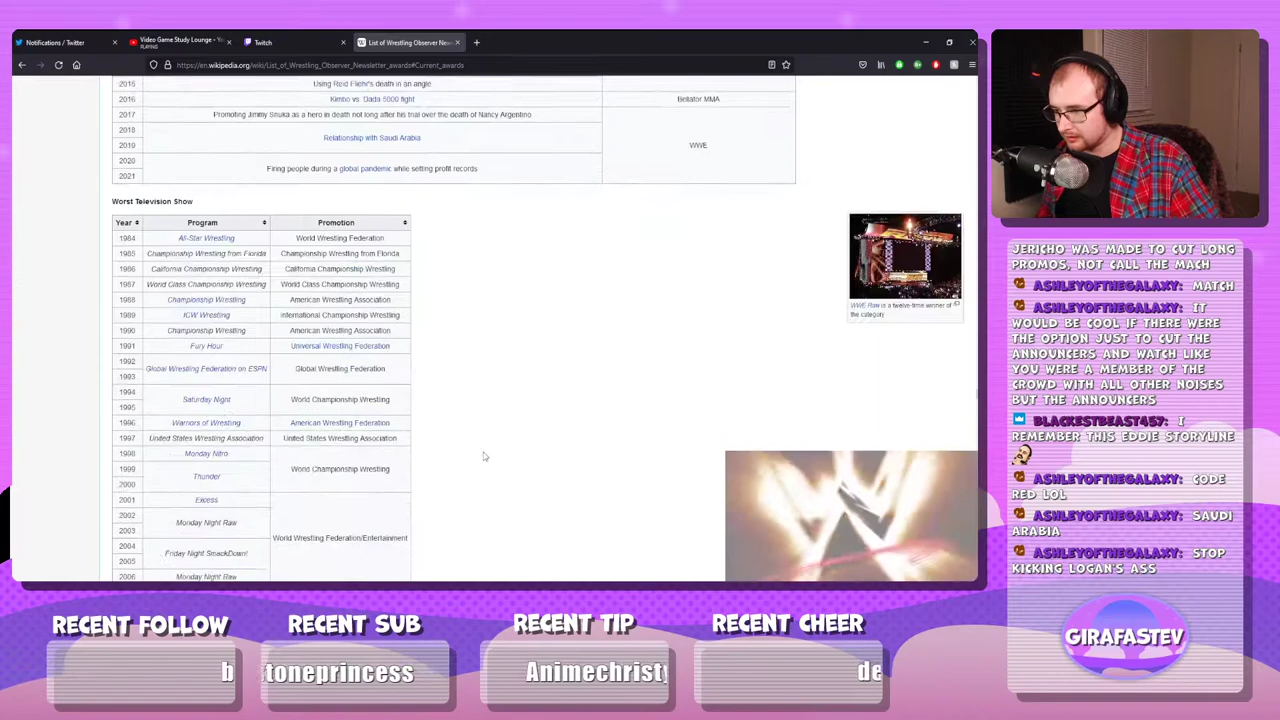 Notifications / Twitter
Video Game Study Lounge - Yo
PLAYING
Twitch
List of Wrestling Observer New
https://en.wikipedia.org/wiki/List_of_Wrestling_Observer_Newsletter_awards#Current_awards
2015 Using Reid Flehr's death in an angle
2016 Kimbo vs. Dada 5000 fight Bellator MMA
2017 Promoting Jimmy Snuka as a hero in death not long after his trial over the death of Nancy Argentino
2018
Relationship with Saudi Arabia
2019 WWE
2020
Firing people during a global pandemic while setting profit records
2021
Worst Television Show
Year Program Promotion
1984 All-Star Wrestling World Wrestling Federation
1985 Championship Wrestling from Florida Championship Wrestling from Florida
1986 California Championship Wrestling California Championship Wrestling
1987 World Class Championship Wrestling World Class Championship Wrestling
1988 Championship Wrestling American Wrestling Association
1989 ICW Wrestling International Championship Wrestling
1990 Championship Wrestling American Wrestling Association
1991 Fury Hour Universal Wrestling Federation
1992
Global Wrestling Federation on ESPN Global Wrestling Federation
1993
1994
Saturday Night World Championship Wrestling
1995
1996 Warriors of Wrestling American Wrestling Federation
1997 United States Wrestling Association United States Wrestling Association
1998 Monday Nitro
1999 World Championship Wrestling
Thunder
2000
2001 Excess
2002
Monday Night Raw
2003
World Wrestling Federation/Entertainment
2004
Friday Night SmackDown!
2005
2006 Monday Night Raw
WWE Raw is a twelve-time winner of
the category
JERICHO WAS MADE TO CUT LONG
PROMOS, NOT CALL THE MACH
ASHLEYOFTHEGALAXY: MATCH
ASHLEYOFTHEGALAXY: IT
WOULD BE COOL IF THERE WERE
THE OPTION JUST TO CUT THE
ANNOUNCERS AND WATCH LIKE
YOU WERE A MEMBER OF THE
CROWD WITH ALL OTHER NOISES
BUT THE ANNOUNCERS
BLACKESTBEAST457: I
REMEMBER THIS EDDIE STORYLINE
ASHLEYOFTHEGALAXY: CODE
RED LOL
ASHLEYOFTHEGALAXY: SAUDI
ARABIA
ASHLEYOFTHEGALAXY: STOP
KICKING LOGAN'S ASS
GIRAFASTEV
RECENT FOLLOW
RECENT SUB
RECENT TIP
RECENT CHEER
b
toneprincess
Animechrist
de